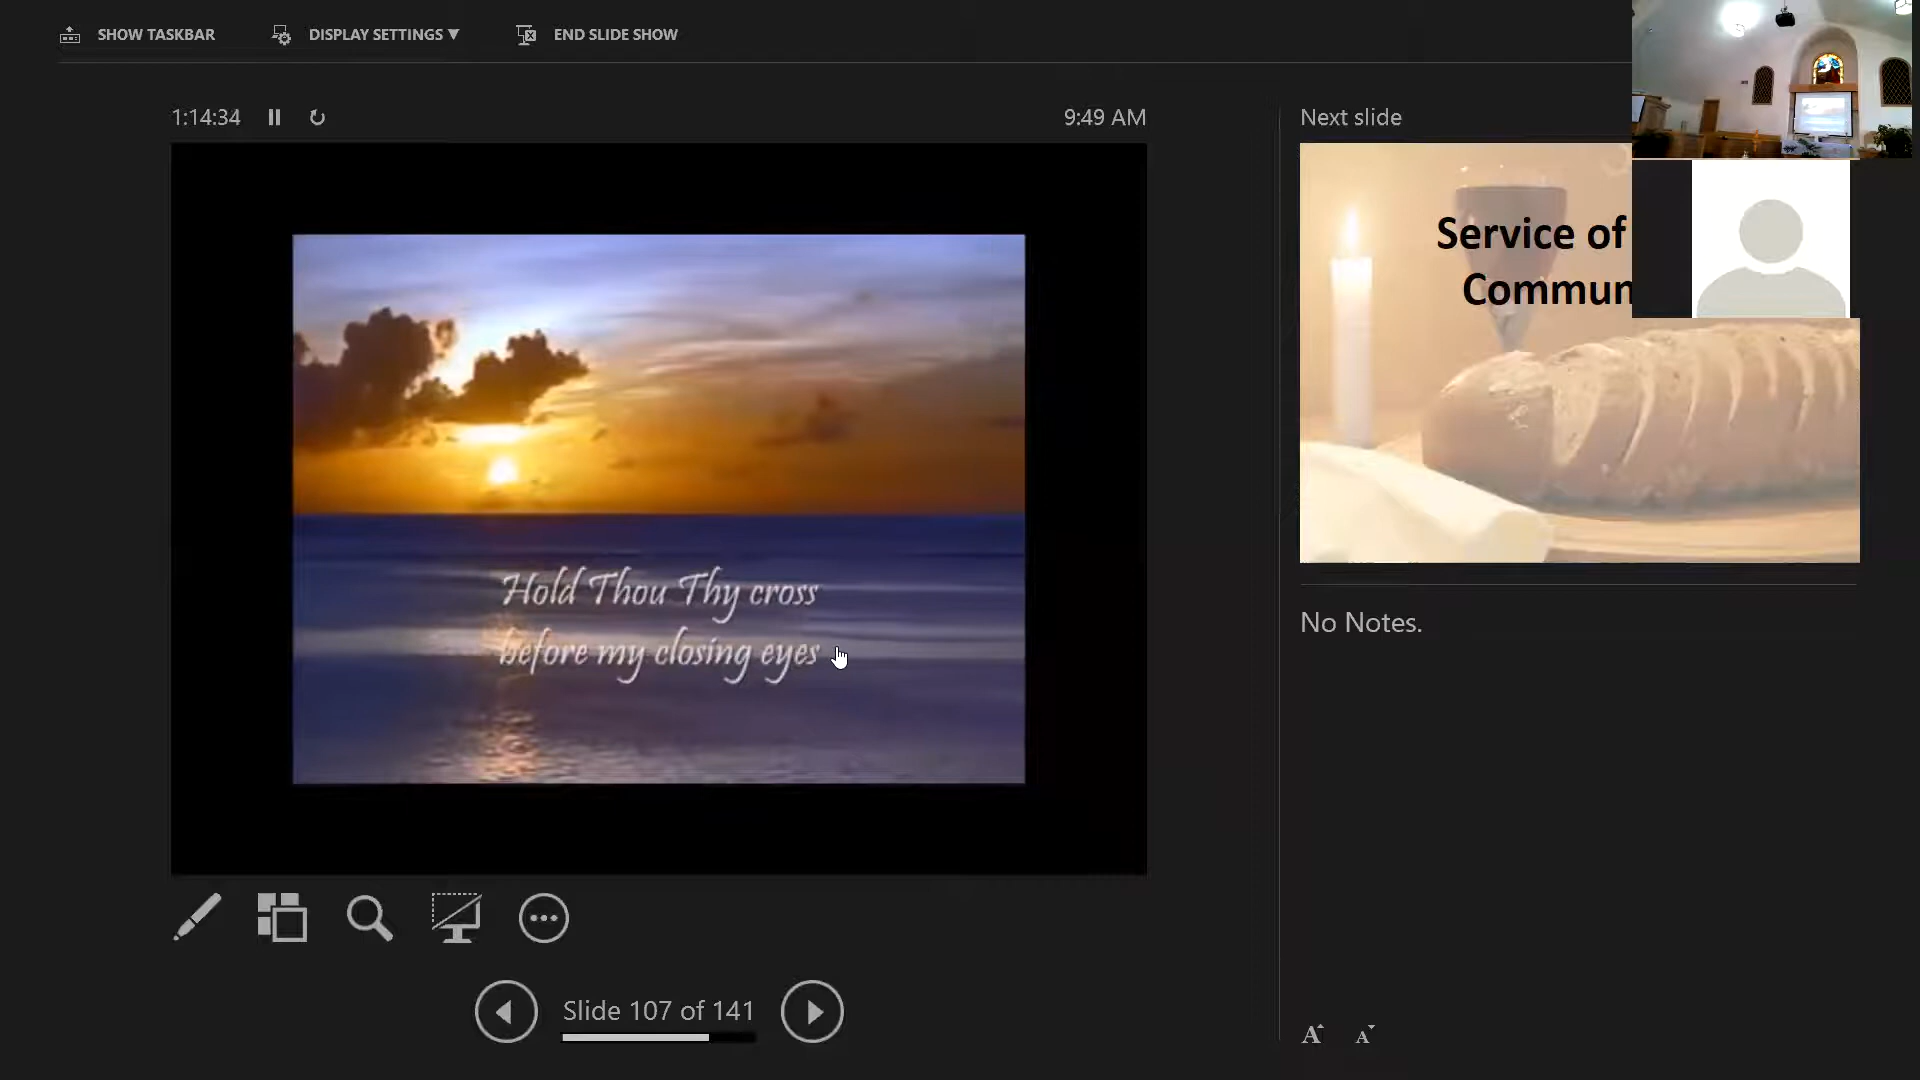 SHOW TASKBAR
DISPLAY SETTINGS ▼
END SLIDE SHOW
1:14:34
9:49 AM
Hold Thou Thy cross
before my closing eyes
Slide 107 of 141
Next slide
Service of
Commun
No Notes.
A
A